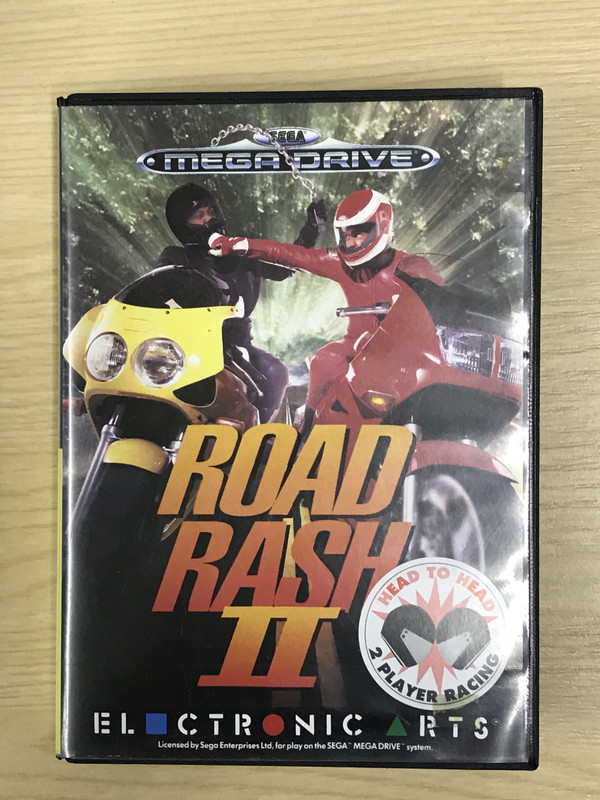 SEGA
MEGA DRIVE
ROAD
RASH
II
HEAD TO HEAD
2 PLAYER RACING
ELECTRONIC ARTS
Licensed by Sega Enterprises Ltd, for play on the SEGA™ MEGA DRIVE™ system.